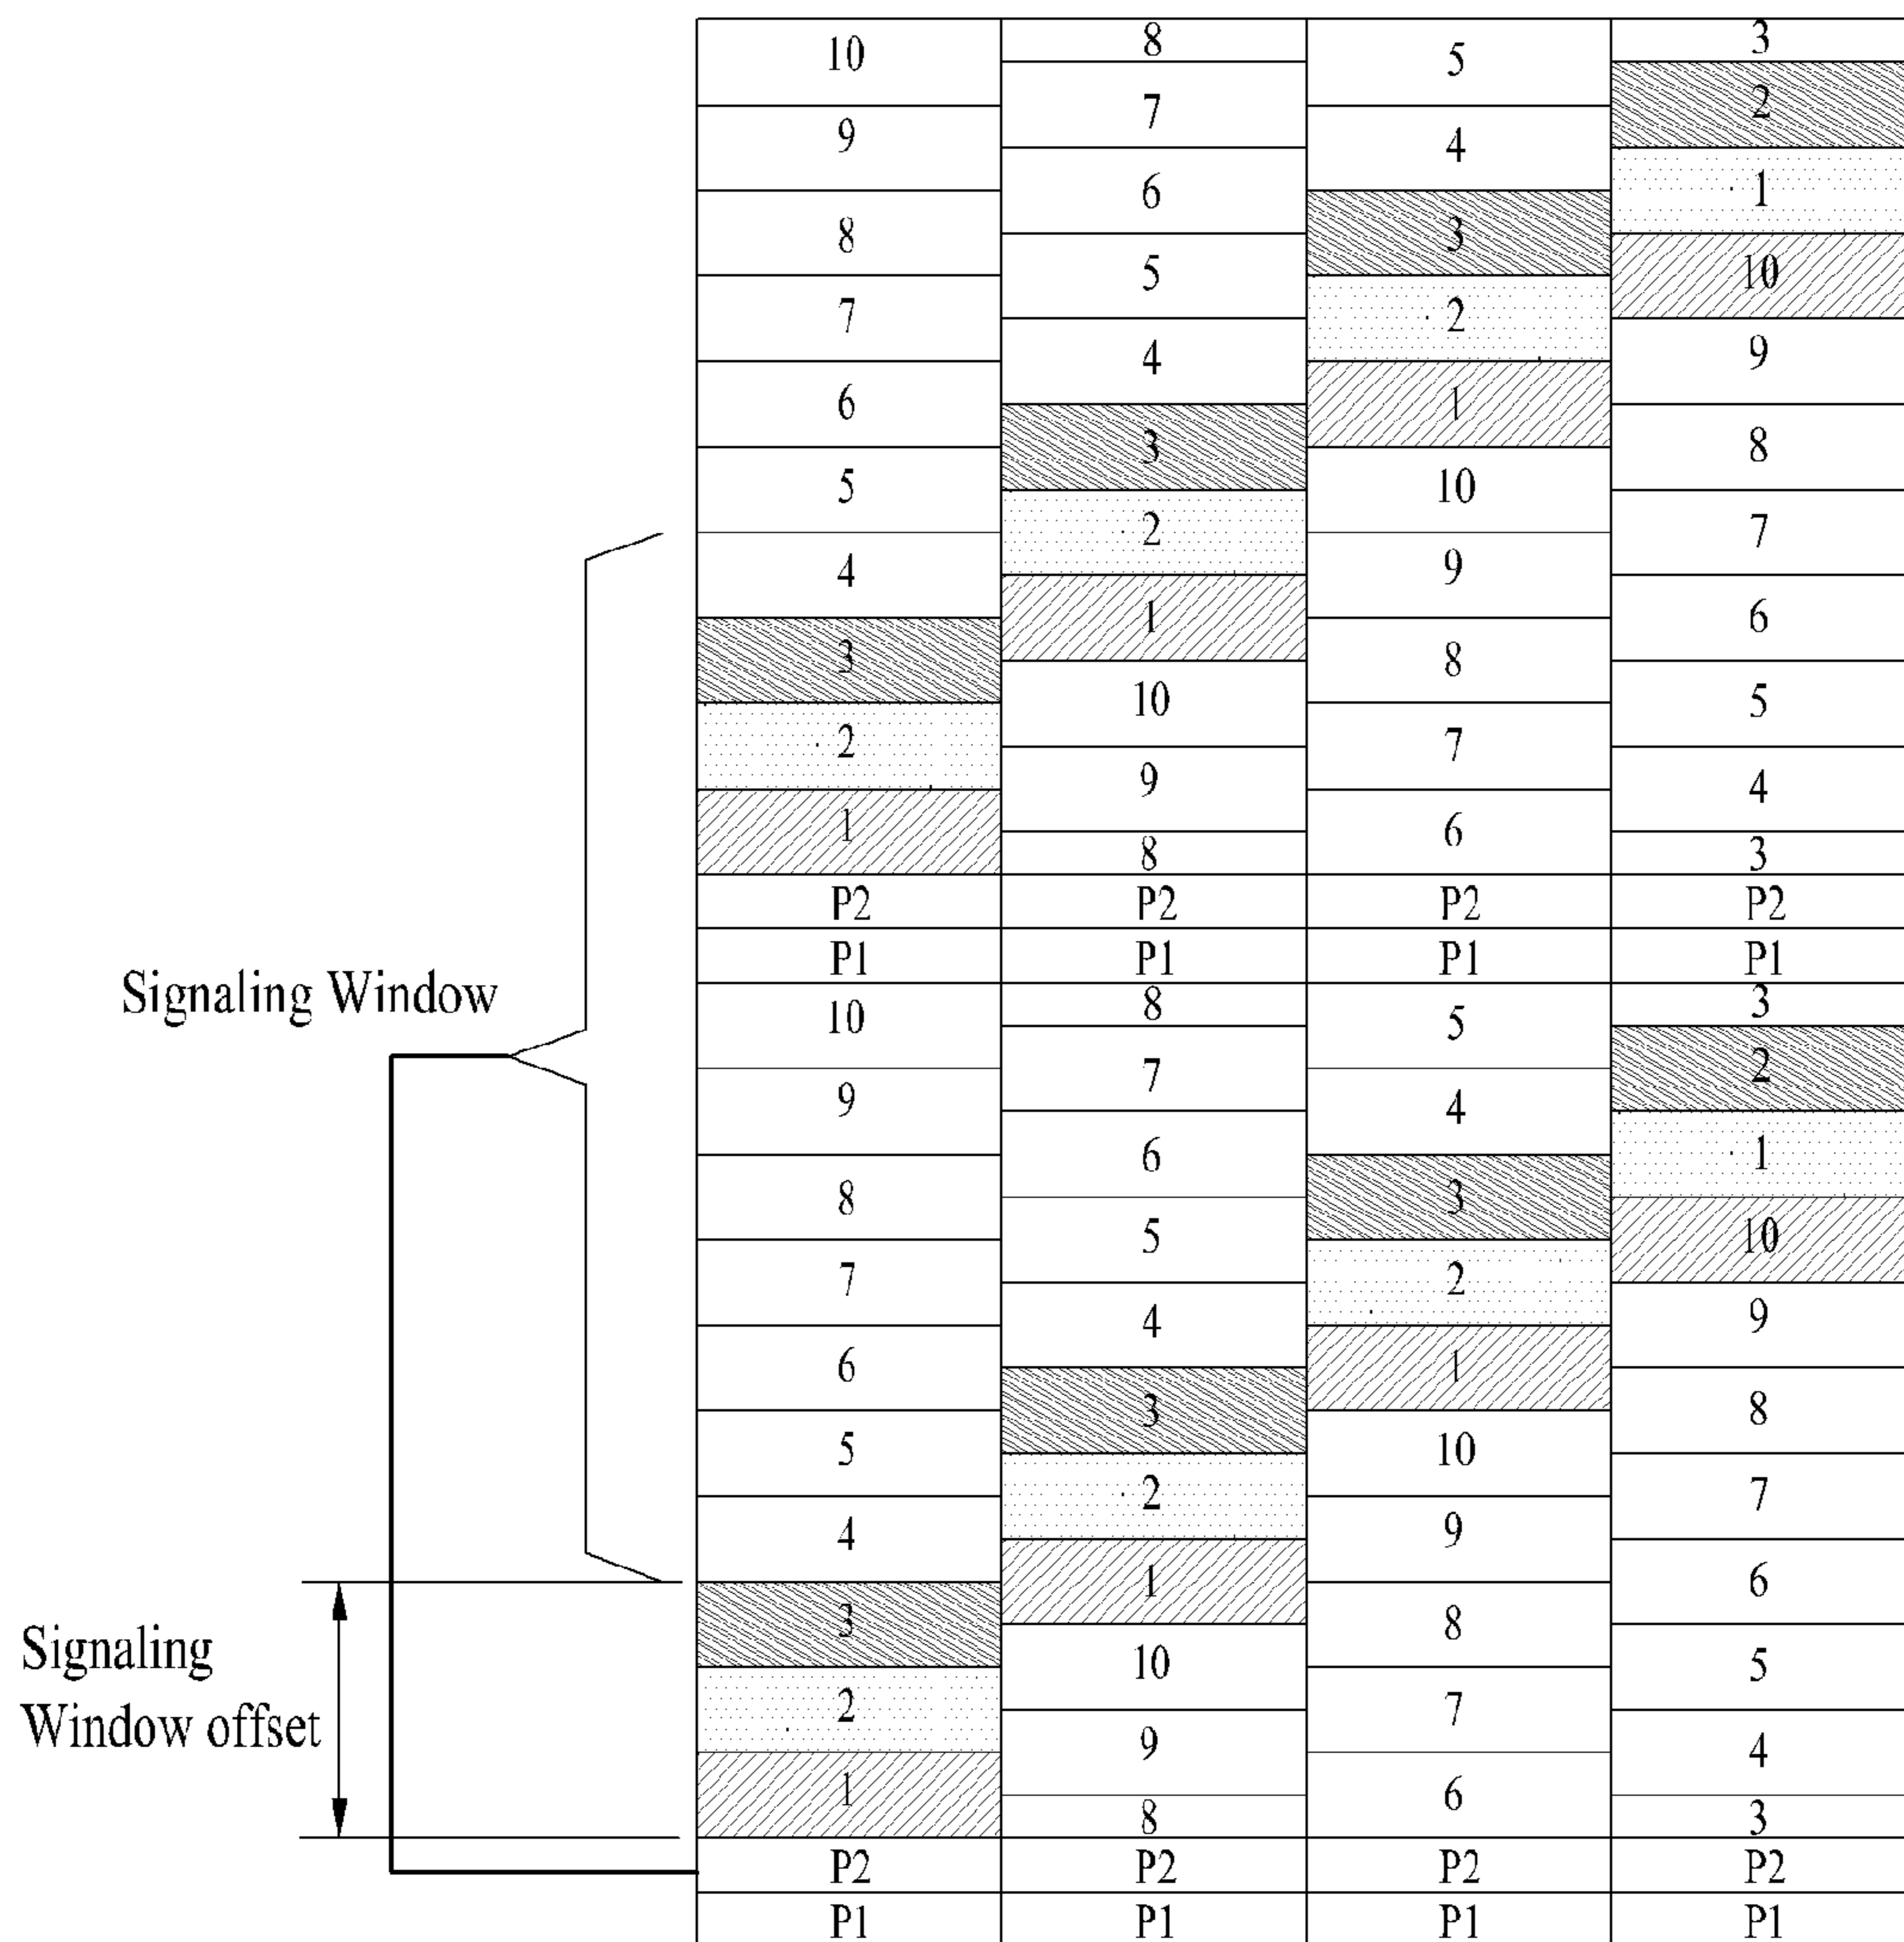 10 8 5 3
9 7 4 2
8 6 3 1
7 5 2 10
6 4 1 9
5 3 10 8
4 2 9 7
3 1 8 6
2 10 7 5
1 9 6 4
8 3
P2 P2 P2 P2
P1 P1 P1 P1
Signaling Window
10 8 5 3
9 7 4 2
8 6 3 1
7 5 2 10
6 4 1 9
5 3 10 8
4 2 9 7
3 1 8 6
2 10 7 5
1 9 6 4
8 3
Signaling
Window offset
P2 P2 P2 P2
P1 P1 P1 P1